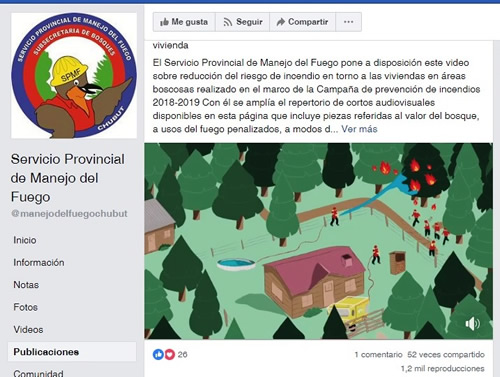 SERVICIO PROVINCIAL DE MANEJO DEL FUEGO
SUBSECRETARIA DE BOSQUES
SPMF
CHUBUT
Servicio Provincial
de Manejo del
Fuego
@manejodelfuegochubut
Inicio
Información
Notas
Fotos
Videos
Publicaciones
Comunidad
Me gusta
Seguir
Compartir
...
vivienda
El Servicio Provincial de Manejo del Fuego pone a disposición este video
sobre reducción del riesgo de incendio en torno a las viviendas en áreas
boscosas realizado en el marco de la Campaña de prevención de incendios
2018-2019 Con él se amplía el repertorio de cortos audiovisuales
disponibles en esta página que incluye piezas referidas al valor del bosque,
a usos del fuego penalizados, a modos d... Ver más
26
1 comentario 52 veces compartido
1,2 mil reproducciones